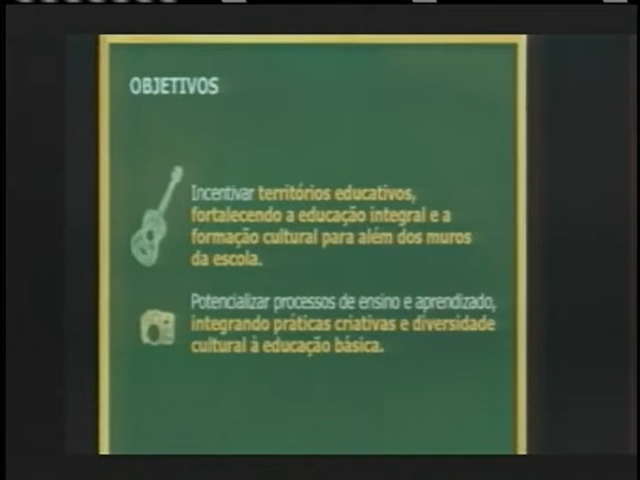 OBJETIVOS
Incentivar territórios educativos,
fortalecendo a educação integral e a
formação cultural para além dos muros
da escola.
Potencializar processos de ensino e aprendizado,
integrando práticas criativas e diversidade
cultural à educação básica.